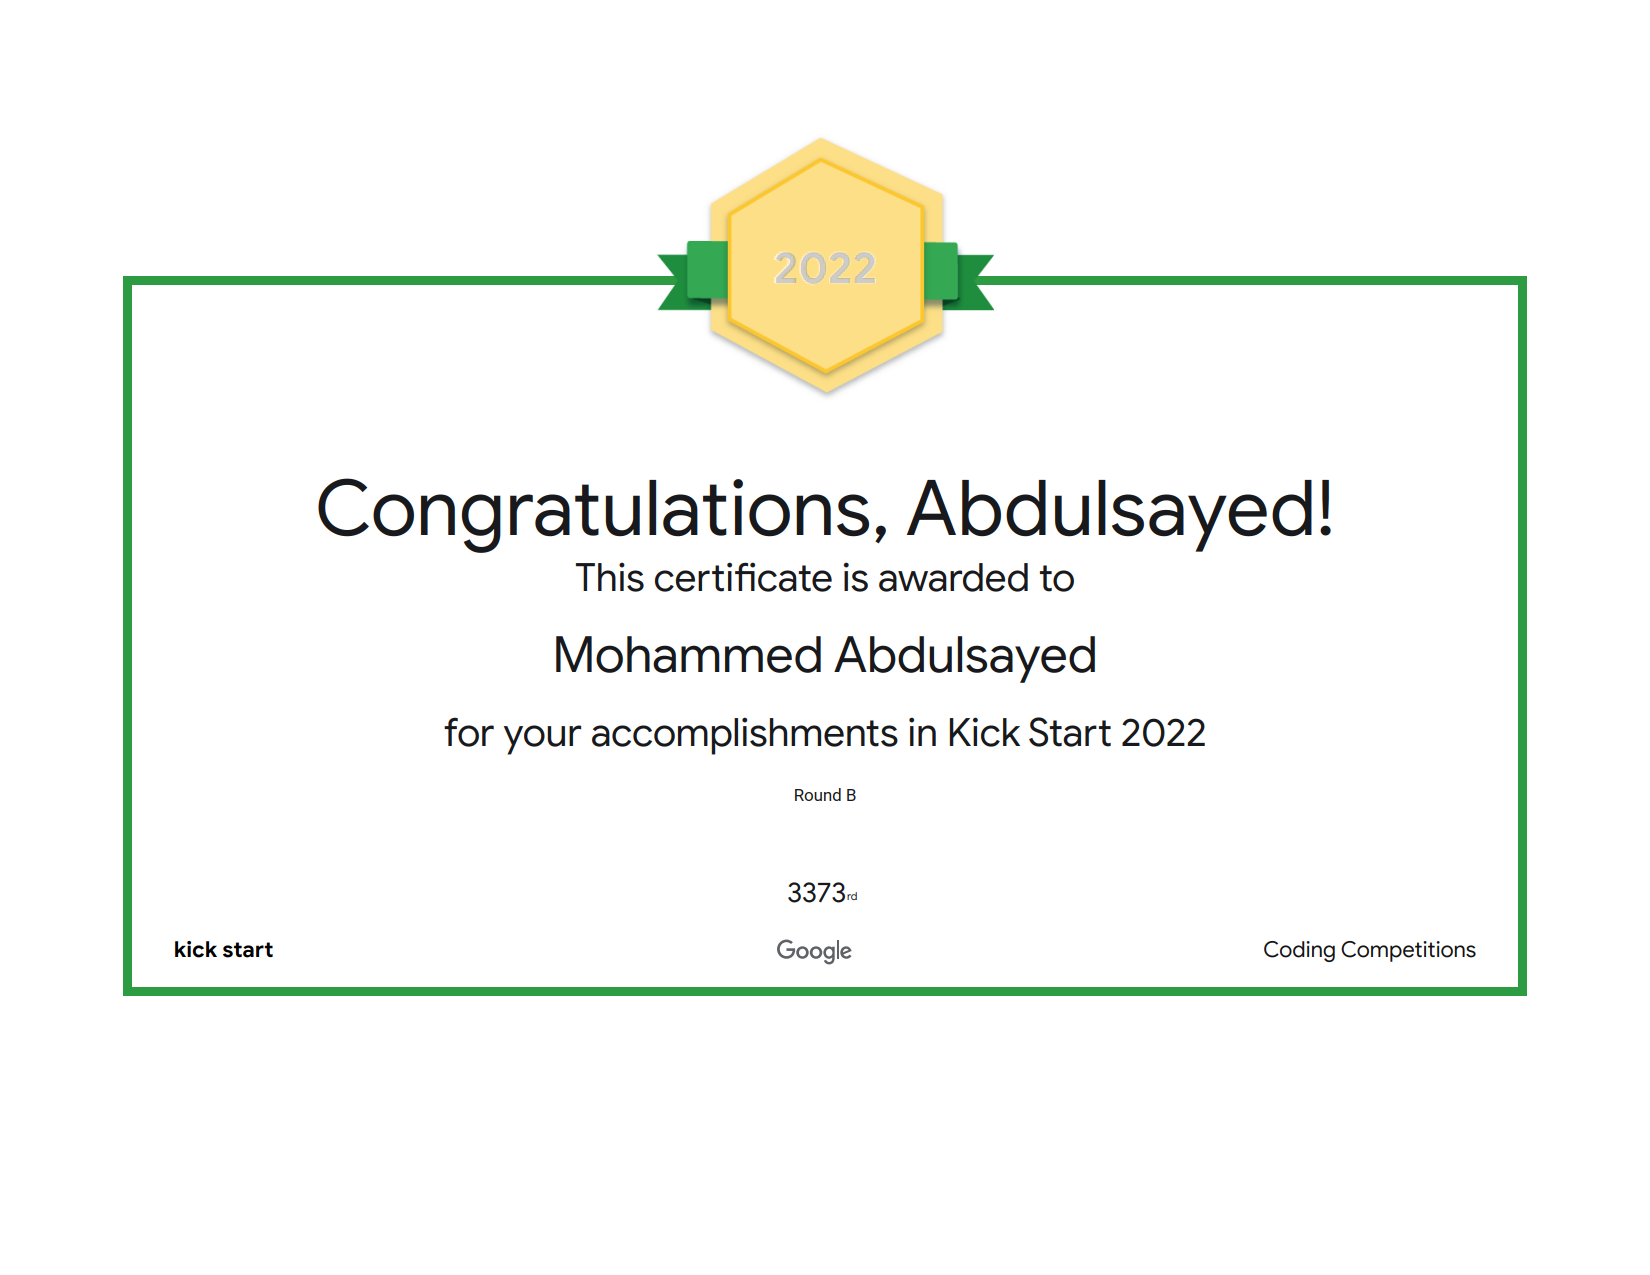 2022
Congratulations, Abdulsayed!
This certificate is awarded to
Mohammed Abdulsayed
for your accomplishments in Kick Start 2022
Round B
3373rd
kick start Google Coding Competitions